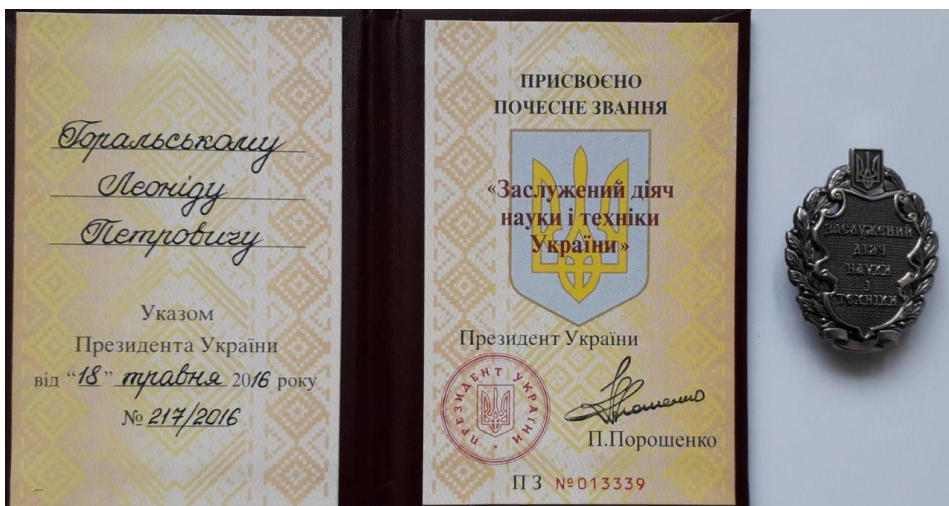 Горальському
Леоніду
Петровичу
Указом
Президента України
від “18” травня 2016 року
№ 217/2016
ПРИСВОЄНО
ПОЧЕСНЕ ЗВАННЯ
«Заслужений діяч
науки і техніки
України»
Президент України
ПРЕЗИДЕНТ УКРАЇНИ
П.Порошенко
ПЗ №013339
ЗАСЛУЖЕНИЙ
ДІЯЧ
НАУКИ
І
ТЕХНІКИ